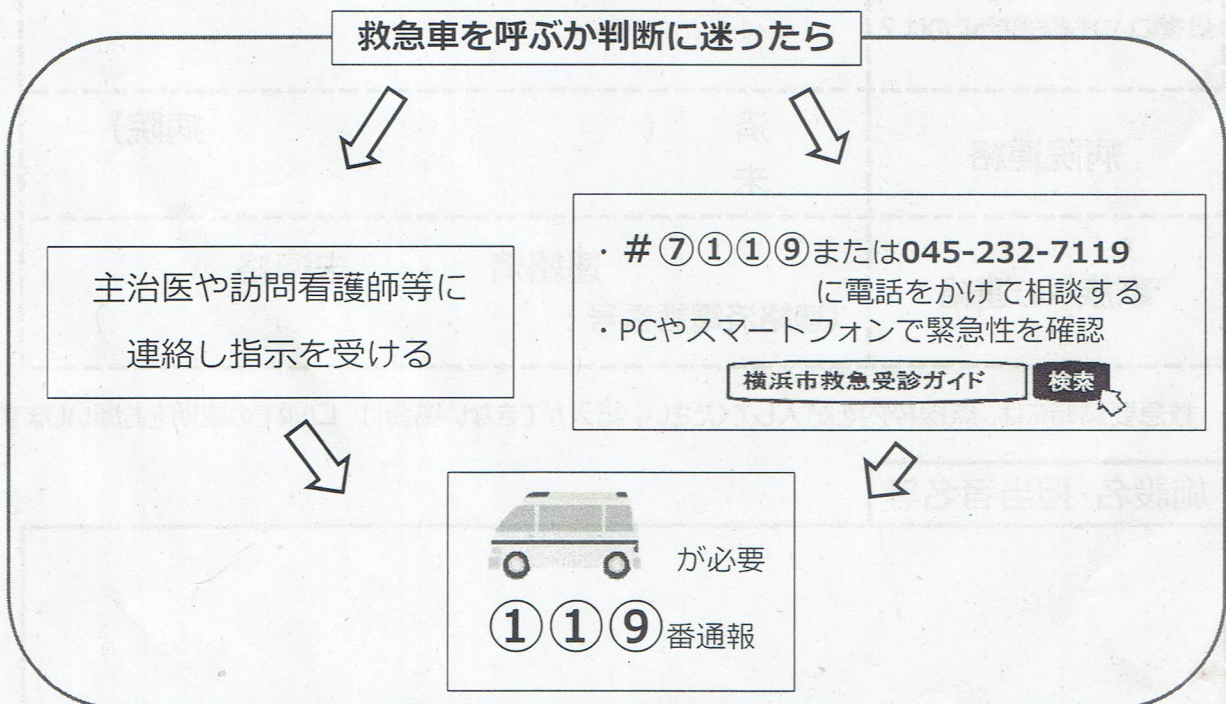 救急車を呼ぶか判断に迷ったら
主治医や訪問看護師等に
連絡し指示を受ける
・#⑦①①⑨または045-232-7119
に電話をかけて相談する
・PCやスマートフォンで緊急性を確認
横浜市救急受診ガイド 検索
が必要
①①⑨番通報